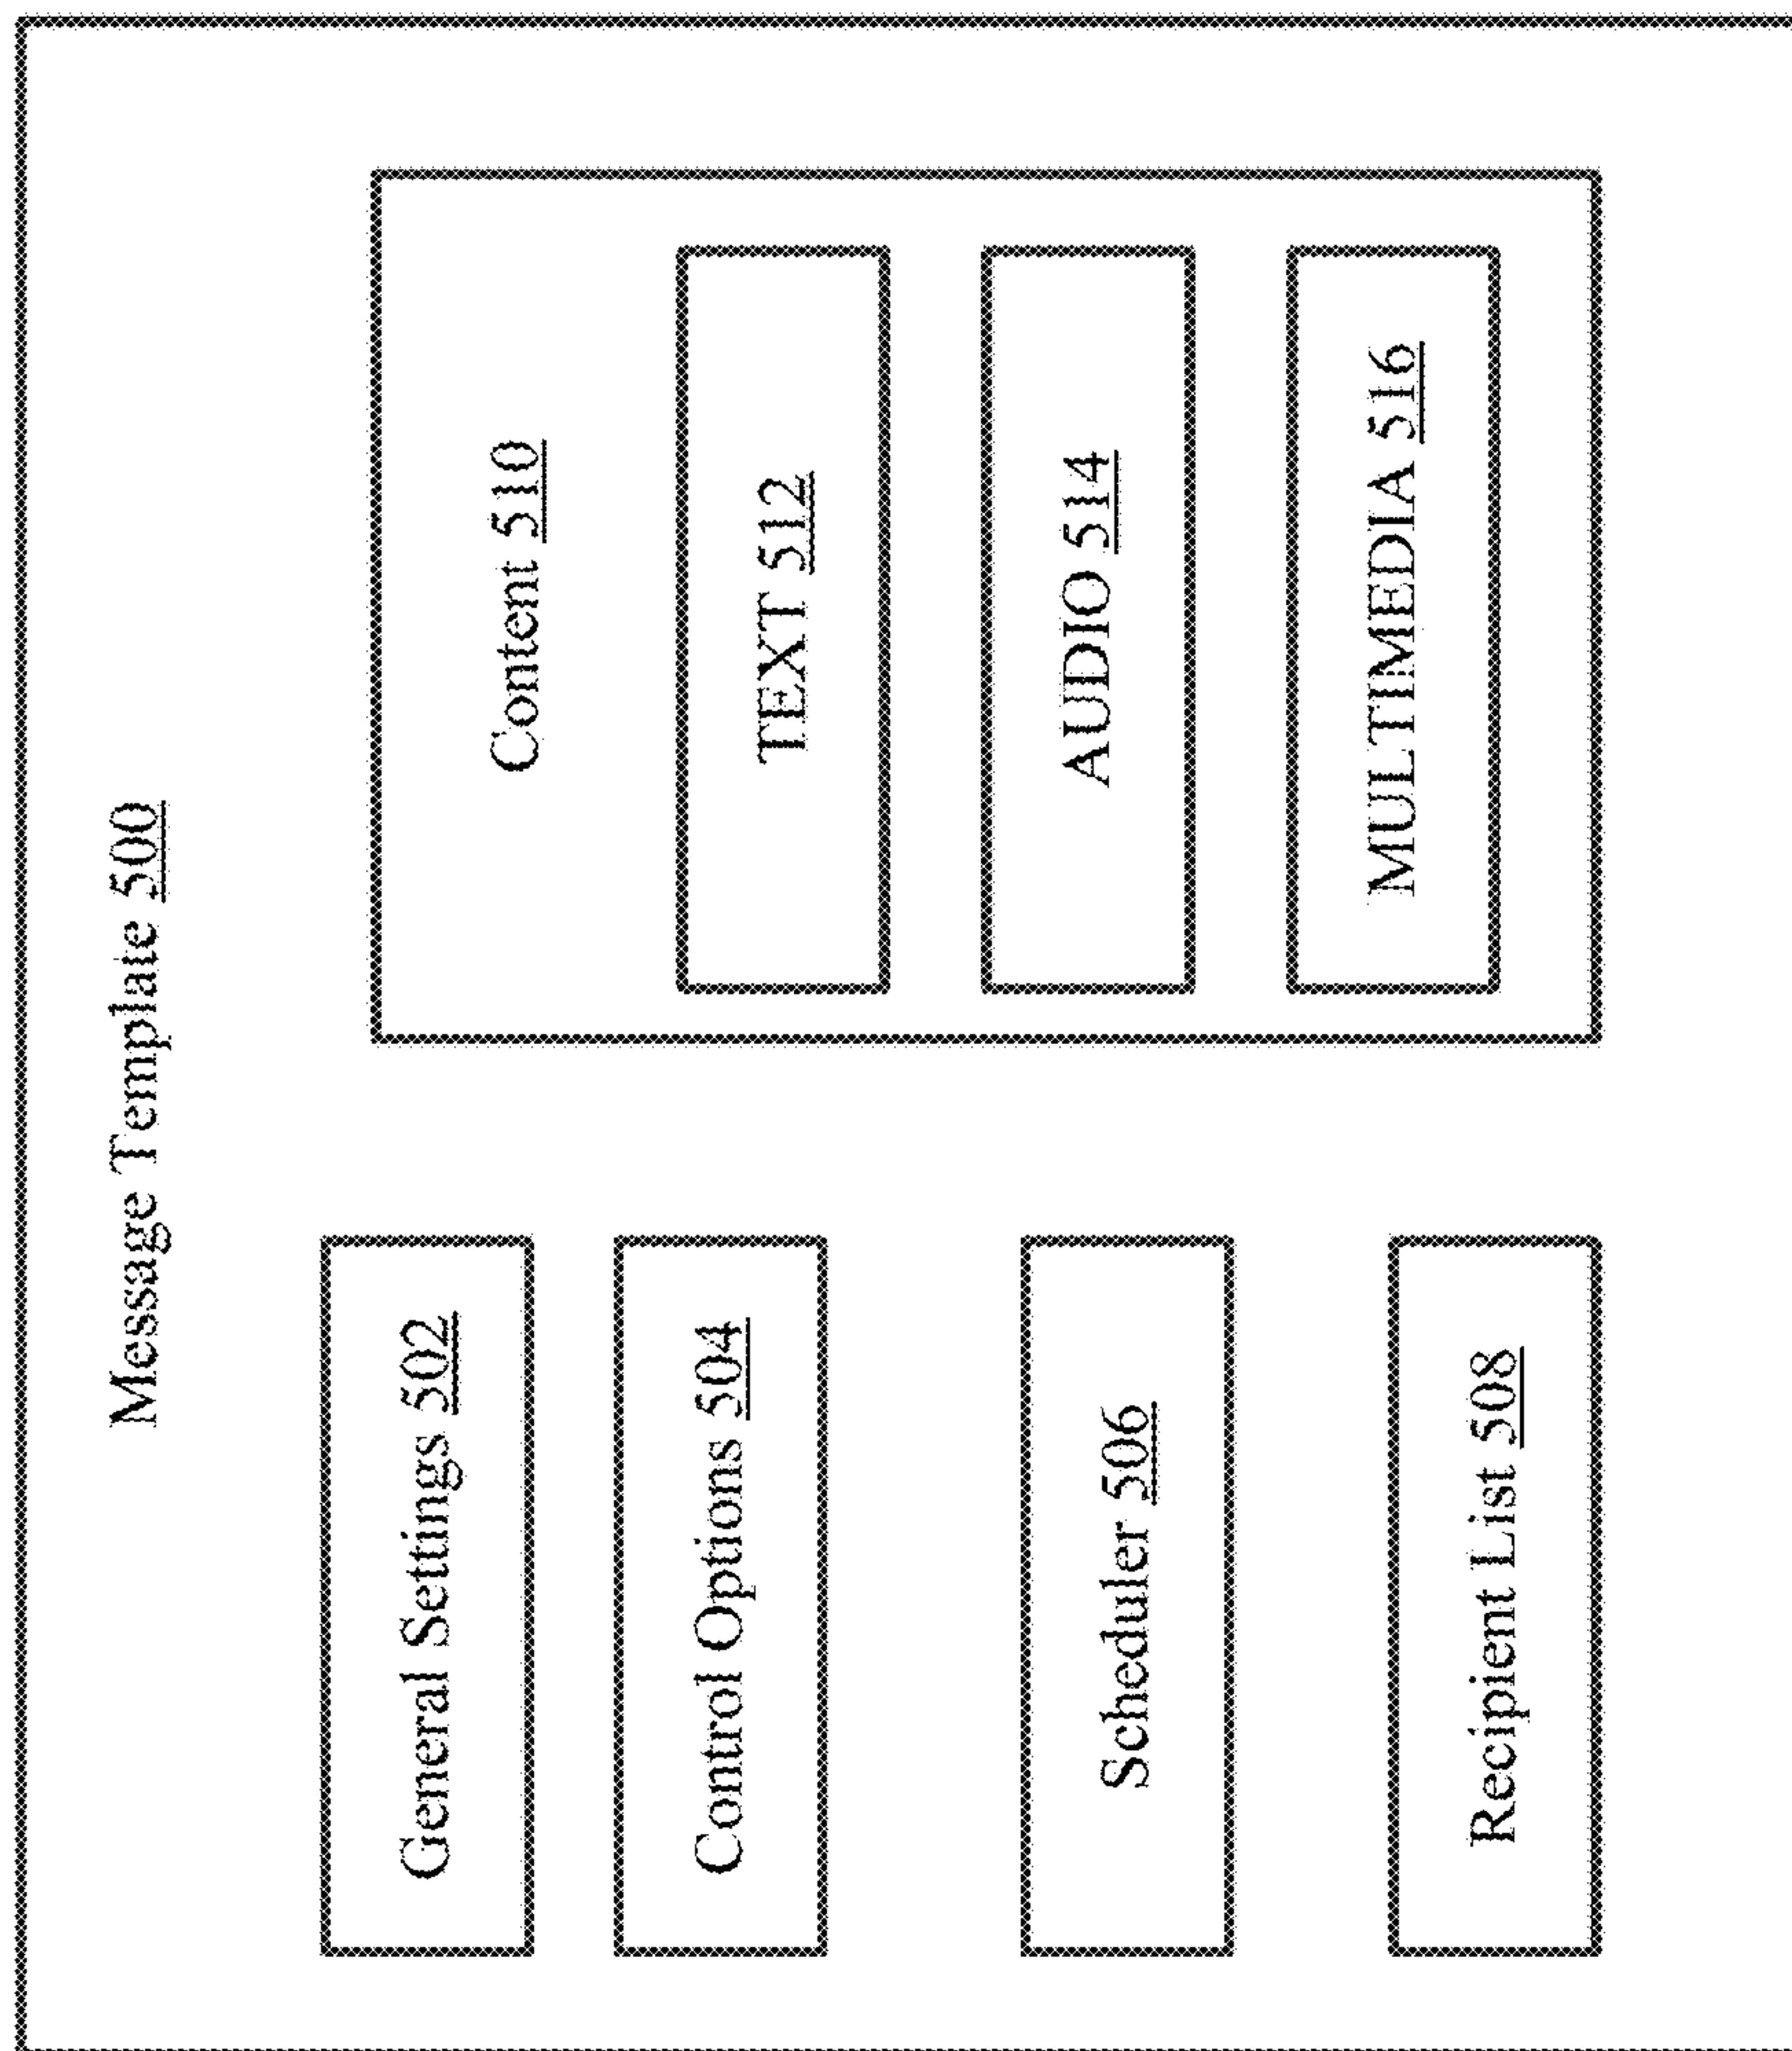 Message Template 500
General Settings 502
Control Options 504
Scheduler 506
Recipient List 508
Content 510
TEXT 512
AUDIO 514
MULTIMEDIA 516